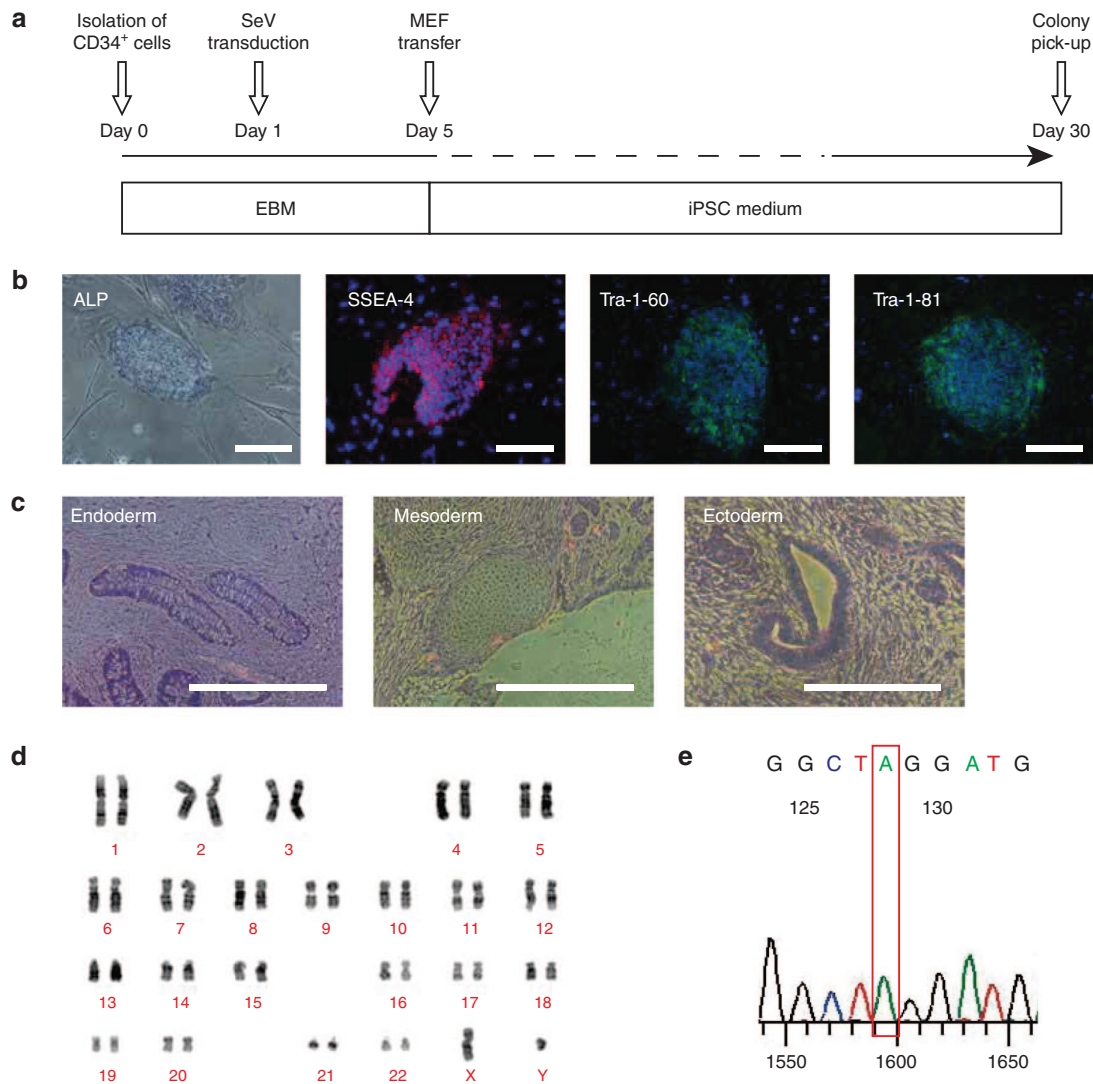 a
Isolation of
CD34+ cells
SeV
transduction
MEF
transfer
Colony
pick-up
Day 0
Day 1
Day 5
Day 30
EBM
iPSC medium
b
ALP
SSEA-4
Tra-1-60
Tra-1-81
c
Endoderm
Mesoderm
Ectoderm
d
1 2 3 4 5
6 7 8 9 10 11 12
13 14 15 16 17 18
19 20 21 22 X Y
e
G G C T A G G A T G
125 130
1550 1600 1650